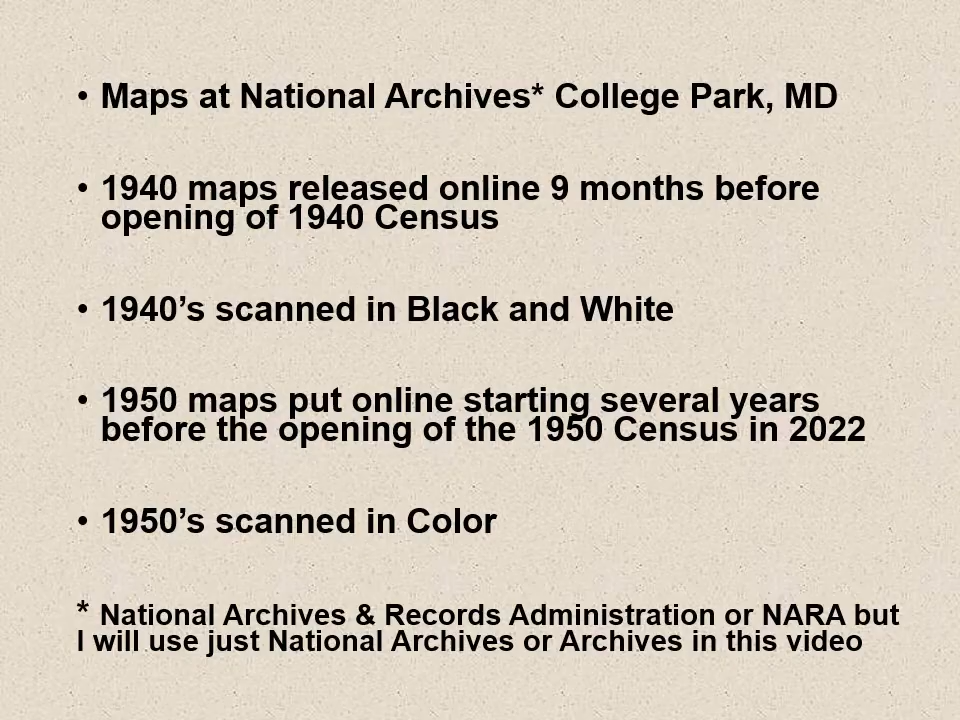 • Maps at National Archives* College Park, MD
• 1940 maps released online 9 months before
opening of 1940 Census
• 1940’s scanned in Black and White
• 1950 maps put online starting several years
before the opening of the 1950 Census in 2022
• 1950’s scanned in Color
* National Archives & Records Administration or NARA but
I will use just National Archives or Archives in this video